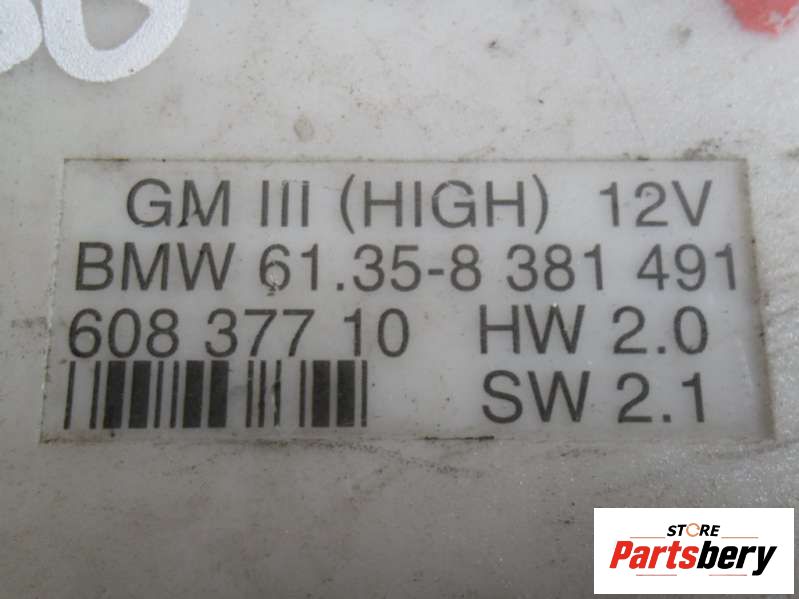 GM III (HIGH) 12V
BMW 61.35-8 381 491
608 377 10 HW 2.0
SW 2.1
STORE
Partsbery